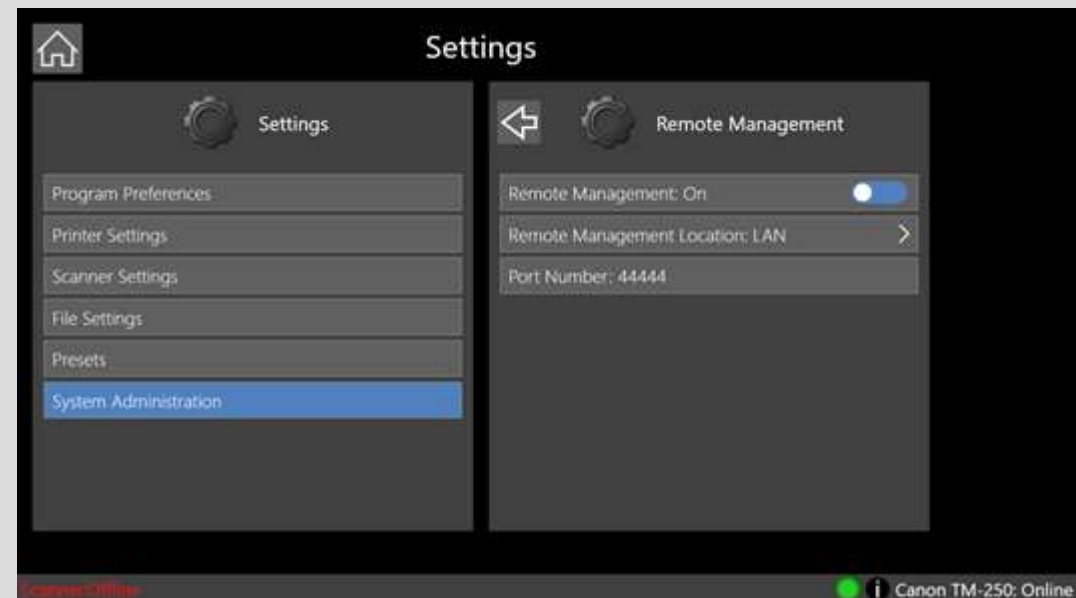 Settings
Settings
Program Preferences
Printer Settings
Scanner Settings
File Settings
Presets
System Administration
Remote Management
Remote Management: On
Remote Management Location: LAN
Port Number: 44444
Scanner Offline
Canon TM-250: Online